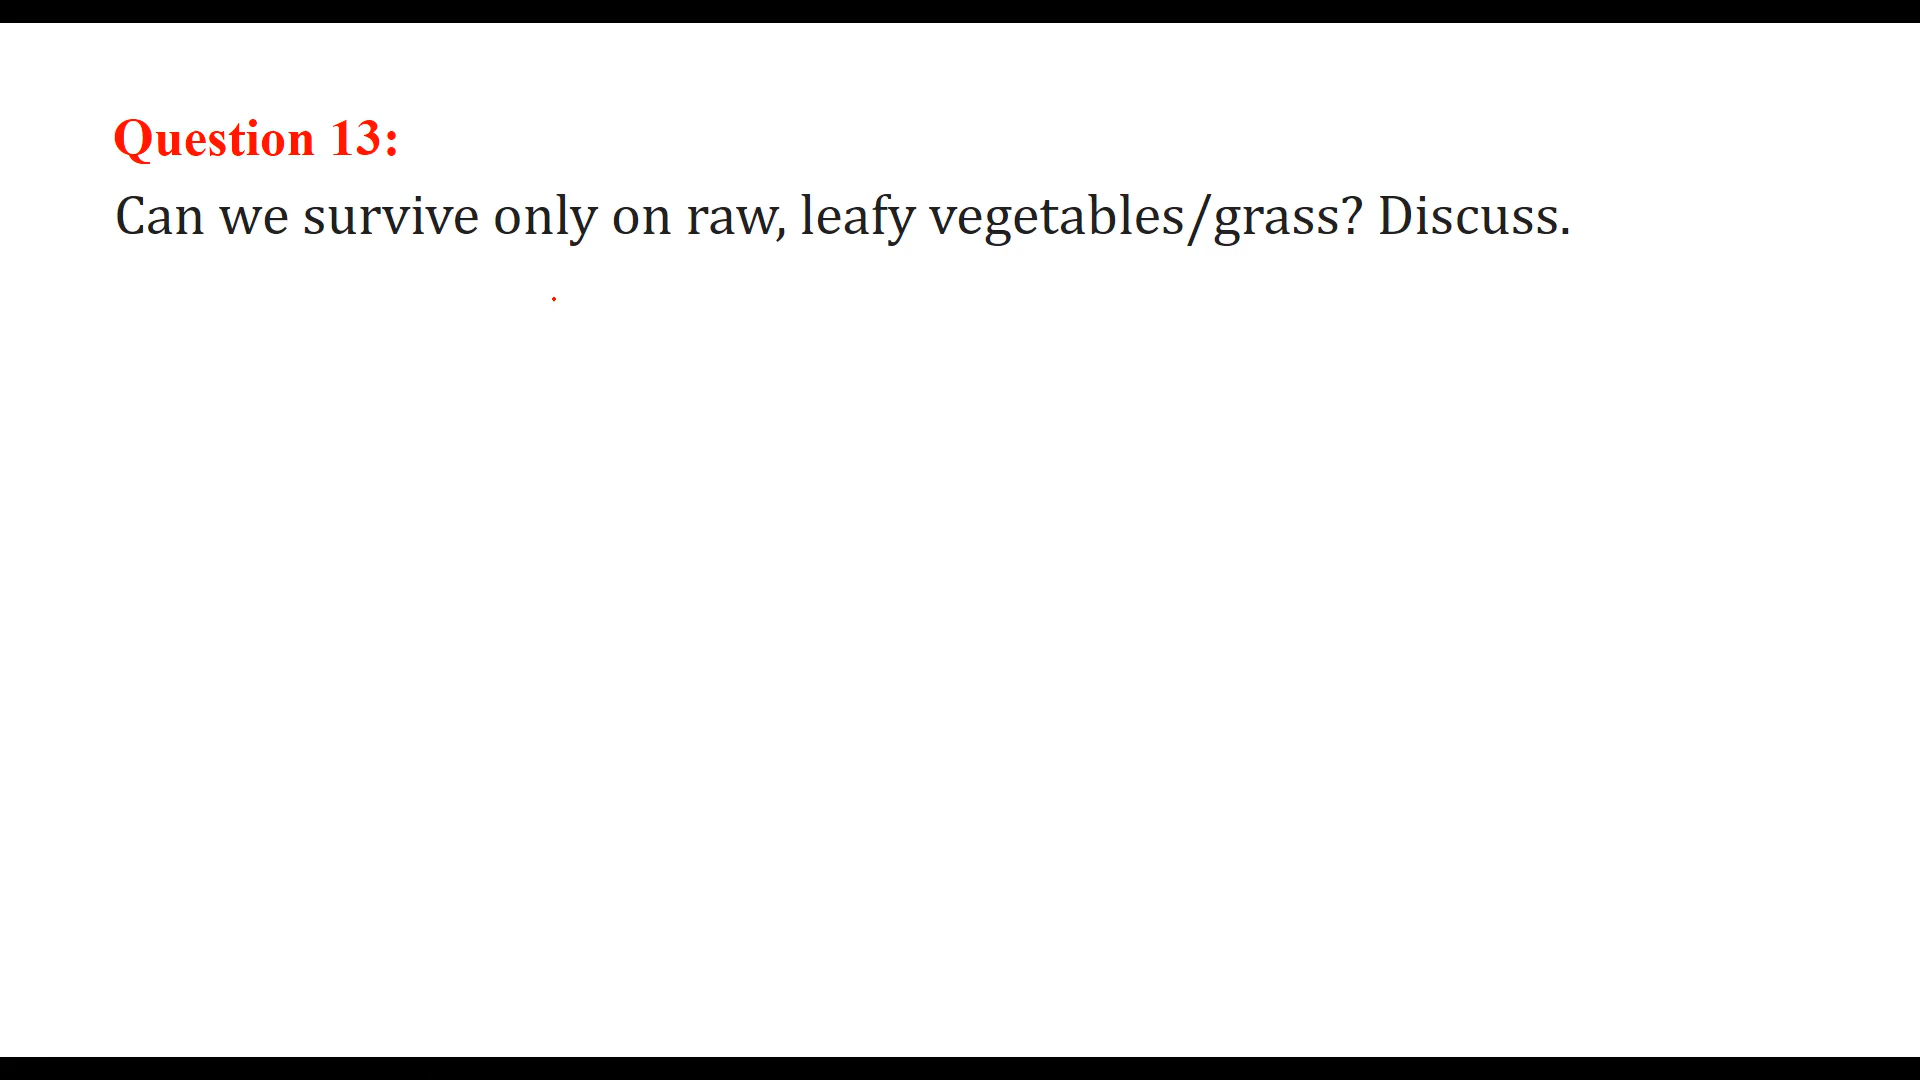 Question 13:
Can we survive only on raw, leafy vegetables/grass? Discuss.